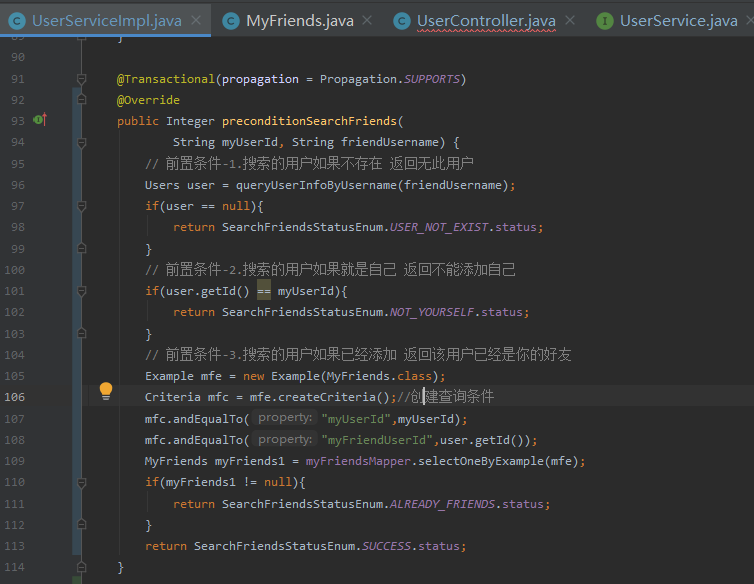 UserServiceImpl.java
MyFriends.java
UserController.java
UserService.java
90
91 @Transactional(propagation = Propagation.SUPPORTS)
92 @Override
93 public Integer preconditionSearchFriends(
94 String myUserId, String friendUsername) {
95 // 前置条件-1.搜索的用户如果不存在 返回无此用户
96 Users user = queryUserInfoByUsername(friendUsername);
97 if(user == null){
98 return SearchFriendsStatusEnum.USER_NOT_EXIST.status;
99 }
100 // 前置条件-2.搜索的用户如果就是自己 返回不能添加自己
101 if(user.getId() == myUserId){
102 return SearchFriendsStatusEnum.NOT_YOURSELF.status;
103 }
104 // 前置条件-3.搜索的用户如果已经添加 返回该用户已经是你的好友
105 Example mfe = new Example(MyFriends.class);
106 Criteria mfc = mfe.createCriteria();//创建查询条件
107 mfc.andEqualTo( property: "myUserId",myUserId);
108 mfc.andEqualTo( property: "myFriendUserId",user.getId());
109 MyFriends myFriends1 = myFriendsMapper.selectOneByExample(mfe);
110 if(myFriends1 != null){
111 return SearchFriendsStatusEnum.ALREADY_FRIENDS.status;
112 }
113 return SearchFriendsStatusEnum.SUCCESS.status;
114 }